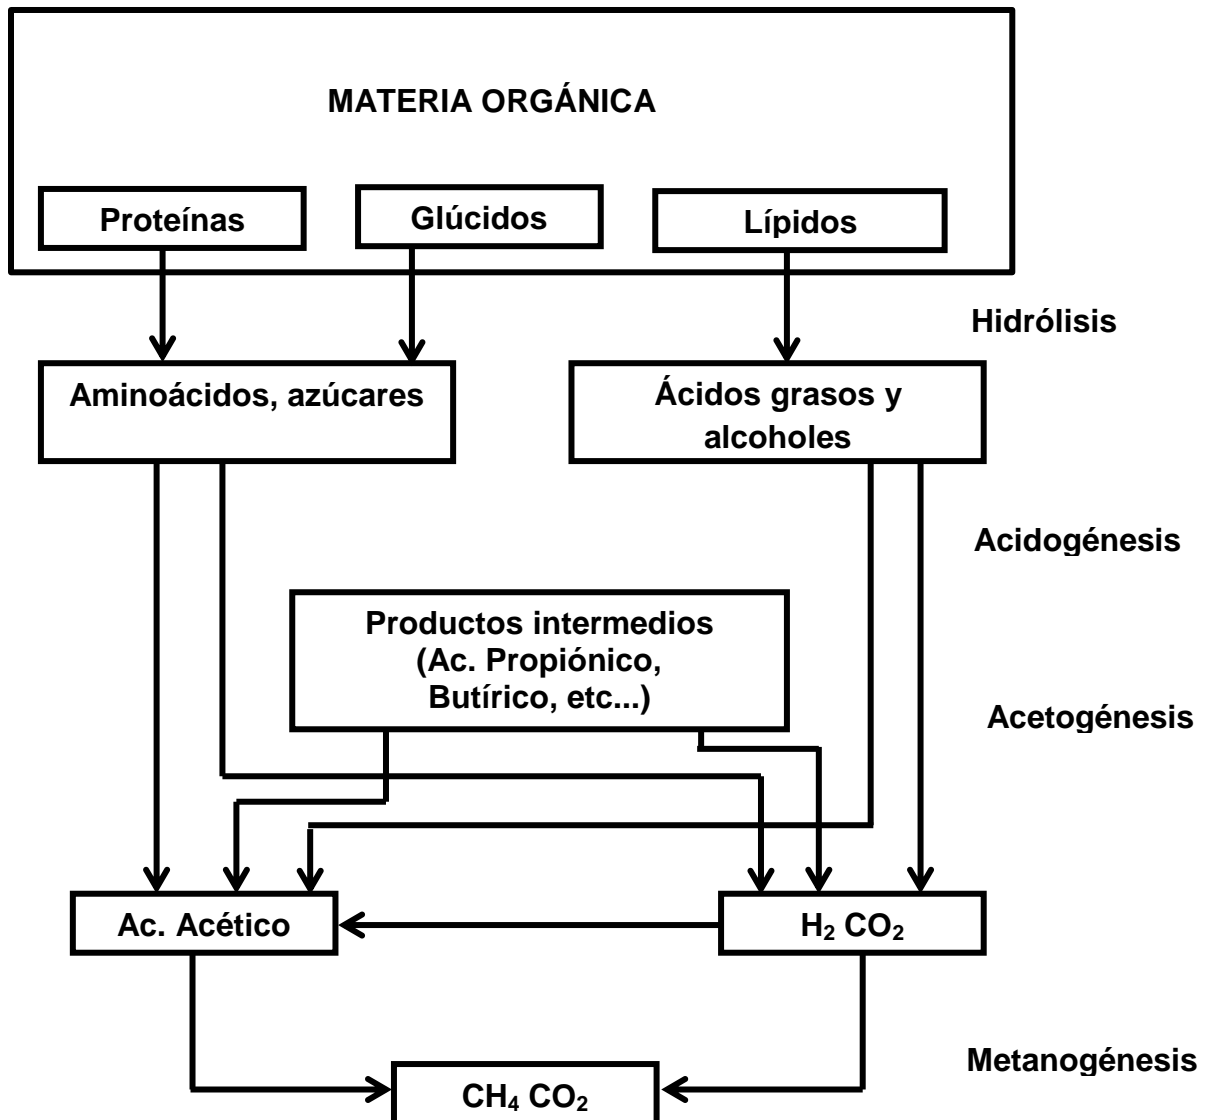 MATERIA ORGÁNICA
Proteínas
Glúcidos
Lípidos
Hidrólisis
Aminoácidos, azúcares
Ácidos grasos y
alcoholes
Acidogénesis
Productos intermedios
(Ac. Propiónico,
Butírico, etc...)
Acetogénesis
Ac. Acético
H₂ CO₂
Metanogénesis
CH₄ CO₂